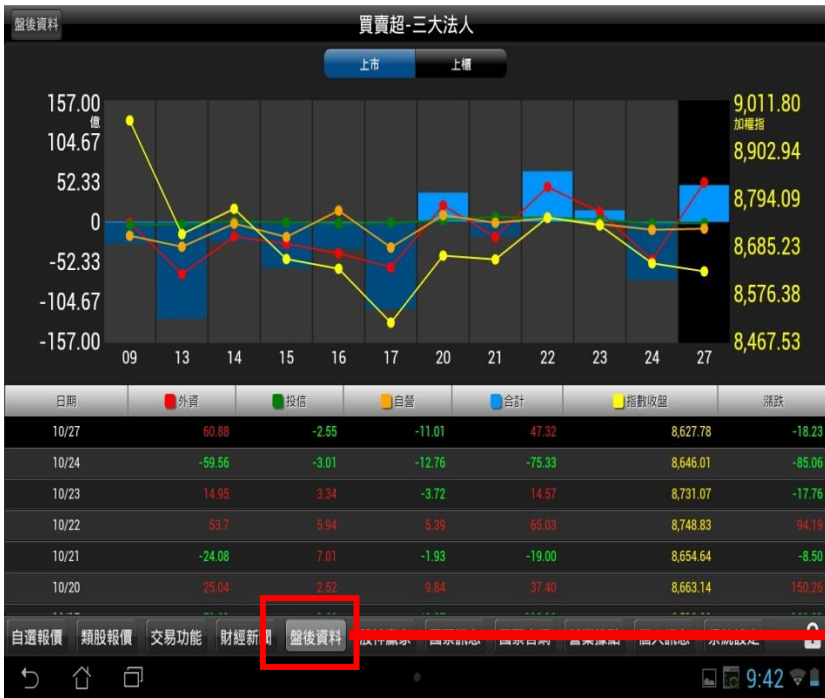 盤後資料
買賣超-三大法人
上市 上櫃
157.00 9,011.80
億 加權指
104.67 8,902.94
52.33 8,794.09
0
-52.33 8,685.23
-104.67 8,576.38
-157.00 8,467.53
09 13 14 15 16 17 20 21 22 23 24 27
日期 外資 投信 自營 合計 指數收盤 漲跌
10/27 60.88 -2.55 -11.01 47.32 8,627.78 -18.23
10/24 -59.56 -3.01 -12.76 -75.33 8,646.01 -85.06
10/23 14.95 3.34 -3.72 14.57 8,731.07 -17.76
10/22 53.7 5.94 5.39 65.03 8,748.83 94.19
10/21 -24.08 7.01 -1.93 -19.00 8,654.64 -8.50
10/20 25.04 2.52 9.84 37.40 8,663.14 150.26
自選報價 類股報價 交易功能 財經新聞 盤後資料
9:42